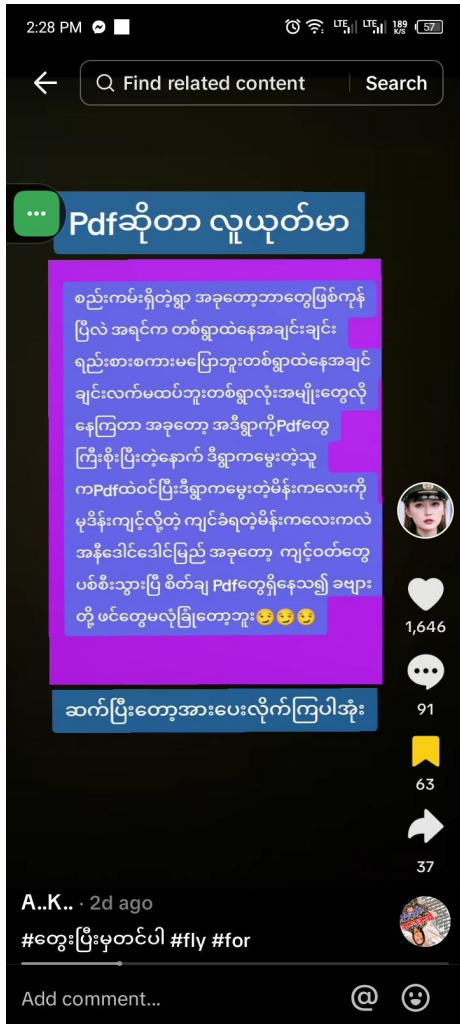 2:28 PM
LTE LTE 189 K/S 57
Find related content Search
Pdfဆိုတာ လူယုတ်မာ
စည်းကမ်းရှိတဲ့ရွာ အခုတော့ဘာတွေဖြစ်ကုန်
ပြီလဲ အရင်က တစ်ရွာထဲနေအချင်းချင်း
ရည်းစားစကားမပြောဘူးတစ်ရွာထဲနေအချင်
ချင်းလက်မထပ်ဘူးတစ်ရွာလုံးအမျိုးတွေလို
နေကြတာ အခုတော့ အဒီရွာကိုPdfတွေ
ကြီးစိုးပြီးတဲ့နောက် ဒီရွာကမွေးတဲ့သူ
ကPdfထဲဝင်ပြီးဒီရွာကမွေးတဲ့မိန်းကလေးကို
မုဒိန်းကျင့်လို့တဲ့ ကျင်ခံရတဲ့မိန်းကလေးကလဲ
အနီဒေါင်ဒေါင်မြည် အခုတော့ ကျင့်ဝတ်တွေ
ပစ်စီးသွားပြီ စိတ်ချ Pdfတွေရှိနေသ၍ ခဗျား
တို့ ဖင်တွေမလုံခြုံတော့ဘူး😏😏😏
ဆက်ပြီးတော့အားပေးလိုက်ကြပါအုံး
1,646
91
63
37
A..K.. · 2d ago
#တွေးပြီးမှတင်ပါ #fly #for
Add comment...